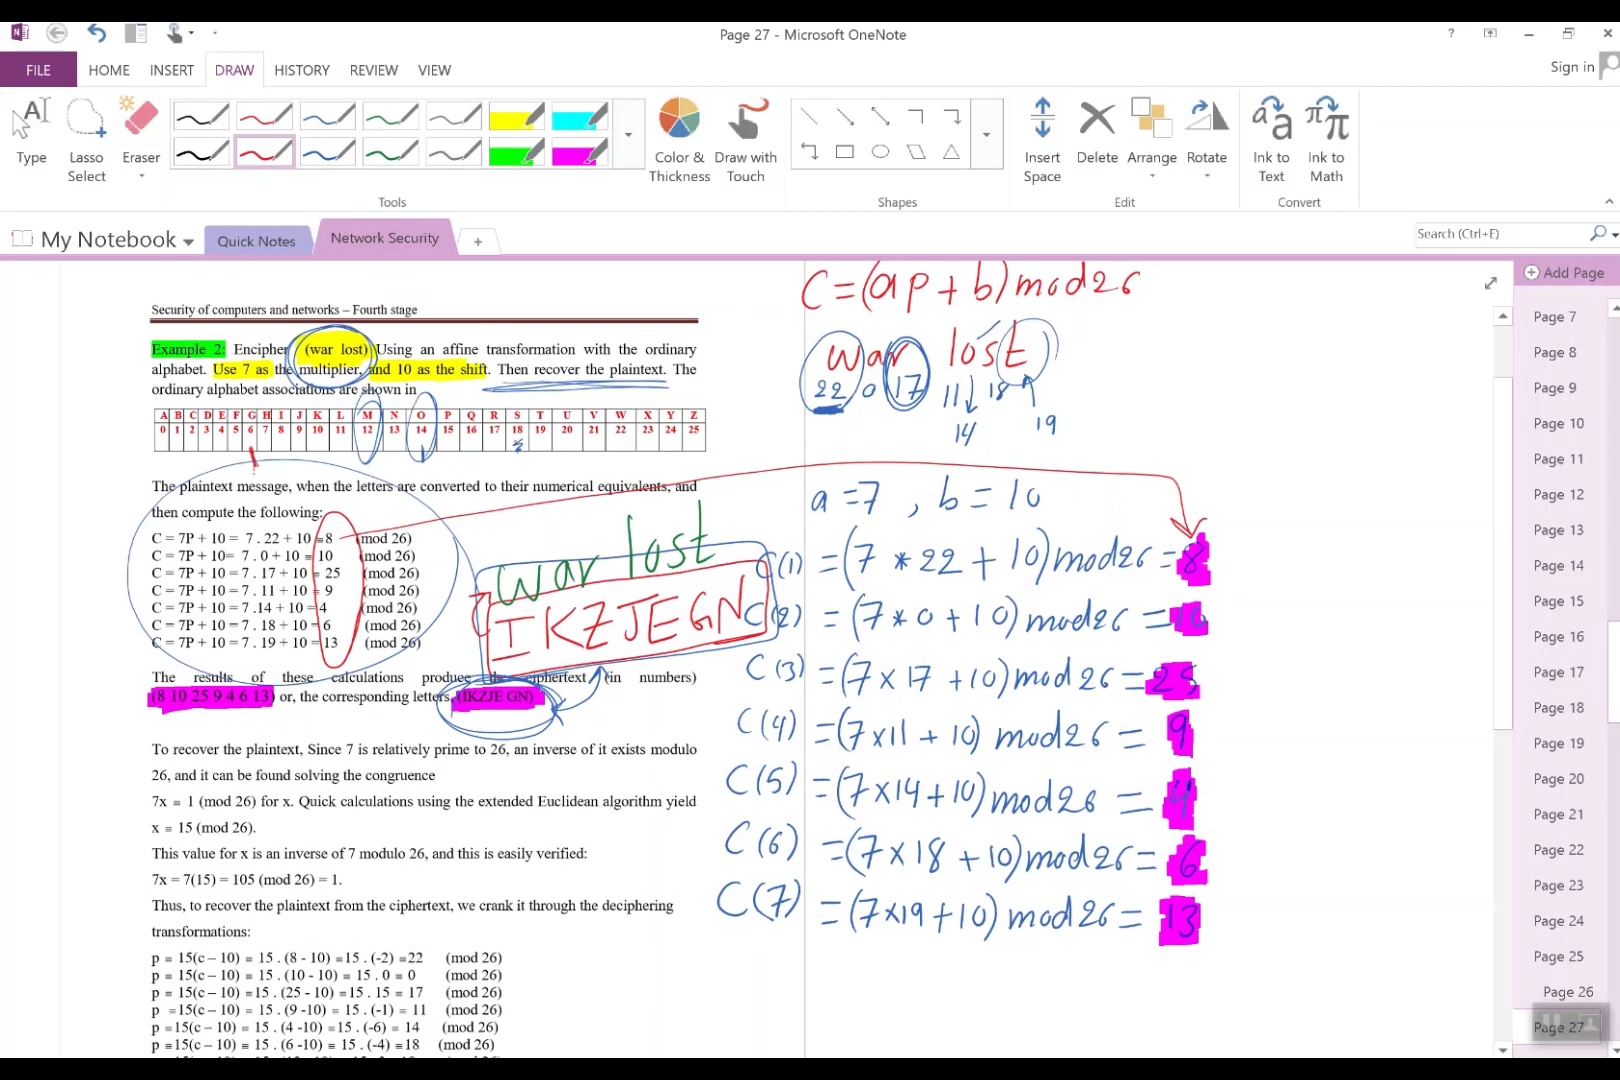 Page 27 - Microsoft OneNote
?
Sign in
FILE HOME INSERT DRAW HISTORY REVIEW VIEW
Type
Lasso Select
Eraser
Color & Thickness
Draw with Touch
Insert Space
Delete
Arrange
Rotate
Ink to Text
Ink to Math
Tools
Shapes
Edit
Convert
My Notebook
Quick Notes
Network Security
+
Search (Ctrl+E)
Add Page
Page 7
Page 8
Page 9
Page 10
Page 11
Page 12
Page 13
Page 14
Page 15
Page 16
Page 17
Page 18
Page 19
Page 20
Page 21
Page 22
Page 23
Page 24
Page 25
Page 26
Page 27
Security of computers and networks – Fourth stage
Example 2: Encipher (war lost) Using an affine transformation with the ordinary
alphabet. Use 7 as the multiplier, and 10 as the shift. Then recover the plaintext. The
ordinary alphabet associations are shown in
A B C D E F G H I J K L M N O P Q R S T U V W X Y Z
0 1 2 3 4 5 6 7 8 9 10 11 12 13 14 15 16 17 18 19 20 21 22 23 24 25
The plaintext message, when the letters are converted to their numerical equivalents, and
then compute the following:
C = 7P + 10 = 7 . 22 + 10 =8 (mod 26)
C = 7P + 10= 7 . 0 + 10 = 10 (mod 26)
C = 7P + 10 = 7 . 17 + 10 = 25 (mod 26)
C = 7P + 10 = 7 . 11 + 10 = 9 (mod 26)
C = 7P + 10 = 7 .14 + 10 = 4 (mod 26)
C = 7P + 10 = 7 . 18 + 10 = 6 (mod 26)
C = 7P + 10 = 7 . 19 + 10 = 13 (mod 26)
The results of these calculations produce the ciphertext (in numbers)
(8 10 25 9 4 6 13) or, the corresponding letters, (IKZJE GN)
To recover the plaintext, Since 7 is relatively prime to 26, an inverse of it exists modulo
26, and it can be found solving the congruence
7x = 1 (mod 26) for x. Quick calculations using the extended Euclidean algorithm yield
x = 15 (mod 26).
This value for x is an inverse of 7 modulo 26, and this is easily verified:
7x = 7(15) = 105 (mod 26) = 1.
Thus, to recover the plaintext from the ciphertext, we crank it through the deciphering
transformations:
p = 15(c – 10) = 15 . (8 - 10) =15 . (-2) =22 (mod 26)
p = 15(c – 10) = 15 . (10 - 10) = 15 . 0 = 0 (mod 26)
p = 15(c – 10) =15 . (25 - 10) = 15 . 15 = 17 (mod 26)
p =15(c – 10) = 15 . (9 -10) = 15 . (-1) = 11 (mod 26)
p =15(c – 10) = 15 . (4 -10) =15 . (-6) = 14 (mod 26)
p =15(c – 10) = 15 . (6 -10) = 15 . (-4) =18 (mod 26)
war lost
IKZJEGN
C = (ap + b) mod 26
war lost
22 0 17 11 18
14 19
a = 7 , b = 10
C(1) = (7 * 22 + 10) mod 26 = 8
C(2) = (7 * 0 + 10) mod 26 = 10
C(3) = (7 x 17 + 10) mod 26 = 25
C(4) = (7 x 11 + 10) mod 26 = 9
C(5) = (7 x 14 + 10) mod 26 = 4
C(6) = (7 x 18 + 10) mod 26 = 6
C(7) = (7 x 19 + 10) mod 26 = 13